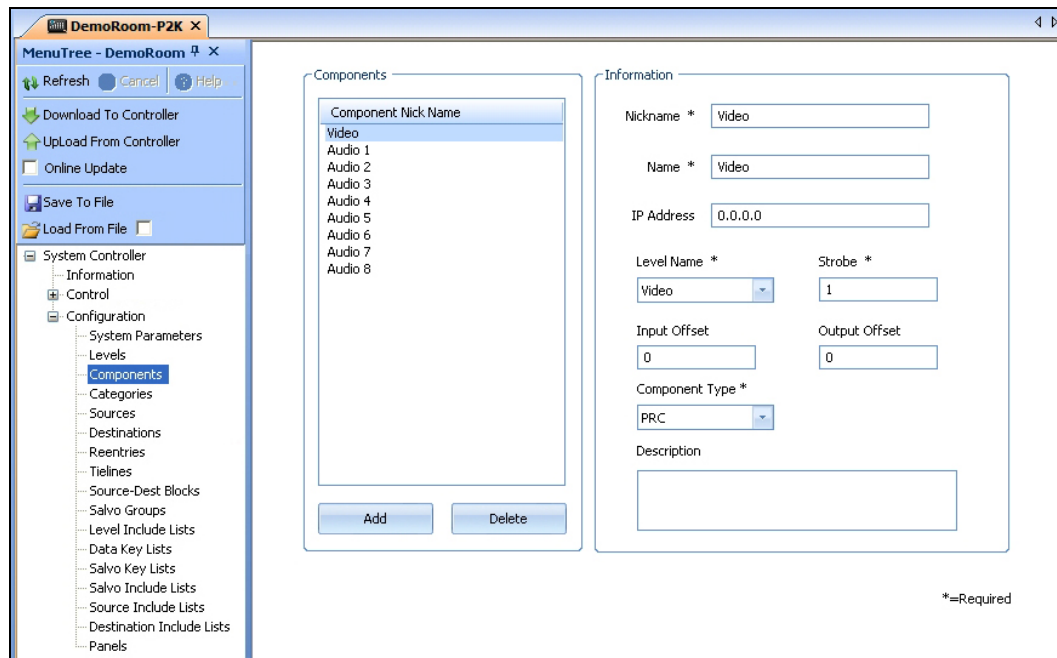 DemoRoom-P2K
MenuTree - DemoRoom
Refresh Cancel Help
Download To Controller
UpLoad From Controller
Online Update
Save To File
Load From File
System Controller
Information
Control
Configuration
System Parameters
Levels
Components
Categories
Sources
Destinations
Reentries
Tielines
Source-Dest Blocks
Salvo Groups
Level Include Lists
Data Key Lists
Salvo Key Lists
Salvo Include Lists
Source Include Lists
Destination Include Lists
Panels
Components
Component Nick Name
Video
Audio 1
Audio 2
Audio 3
Audio 4
Audio 5
Audio 6
Audio 7
Audio 8
Add Delete
Information
Nickname * Video
Name * Video
IP Address 0.0.0.0
Level Name * Strobe *
Video 1
Input Offset Output Offset
0 0
Component Type *
PRC
Description
*=Required